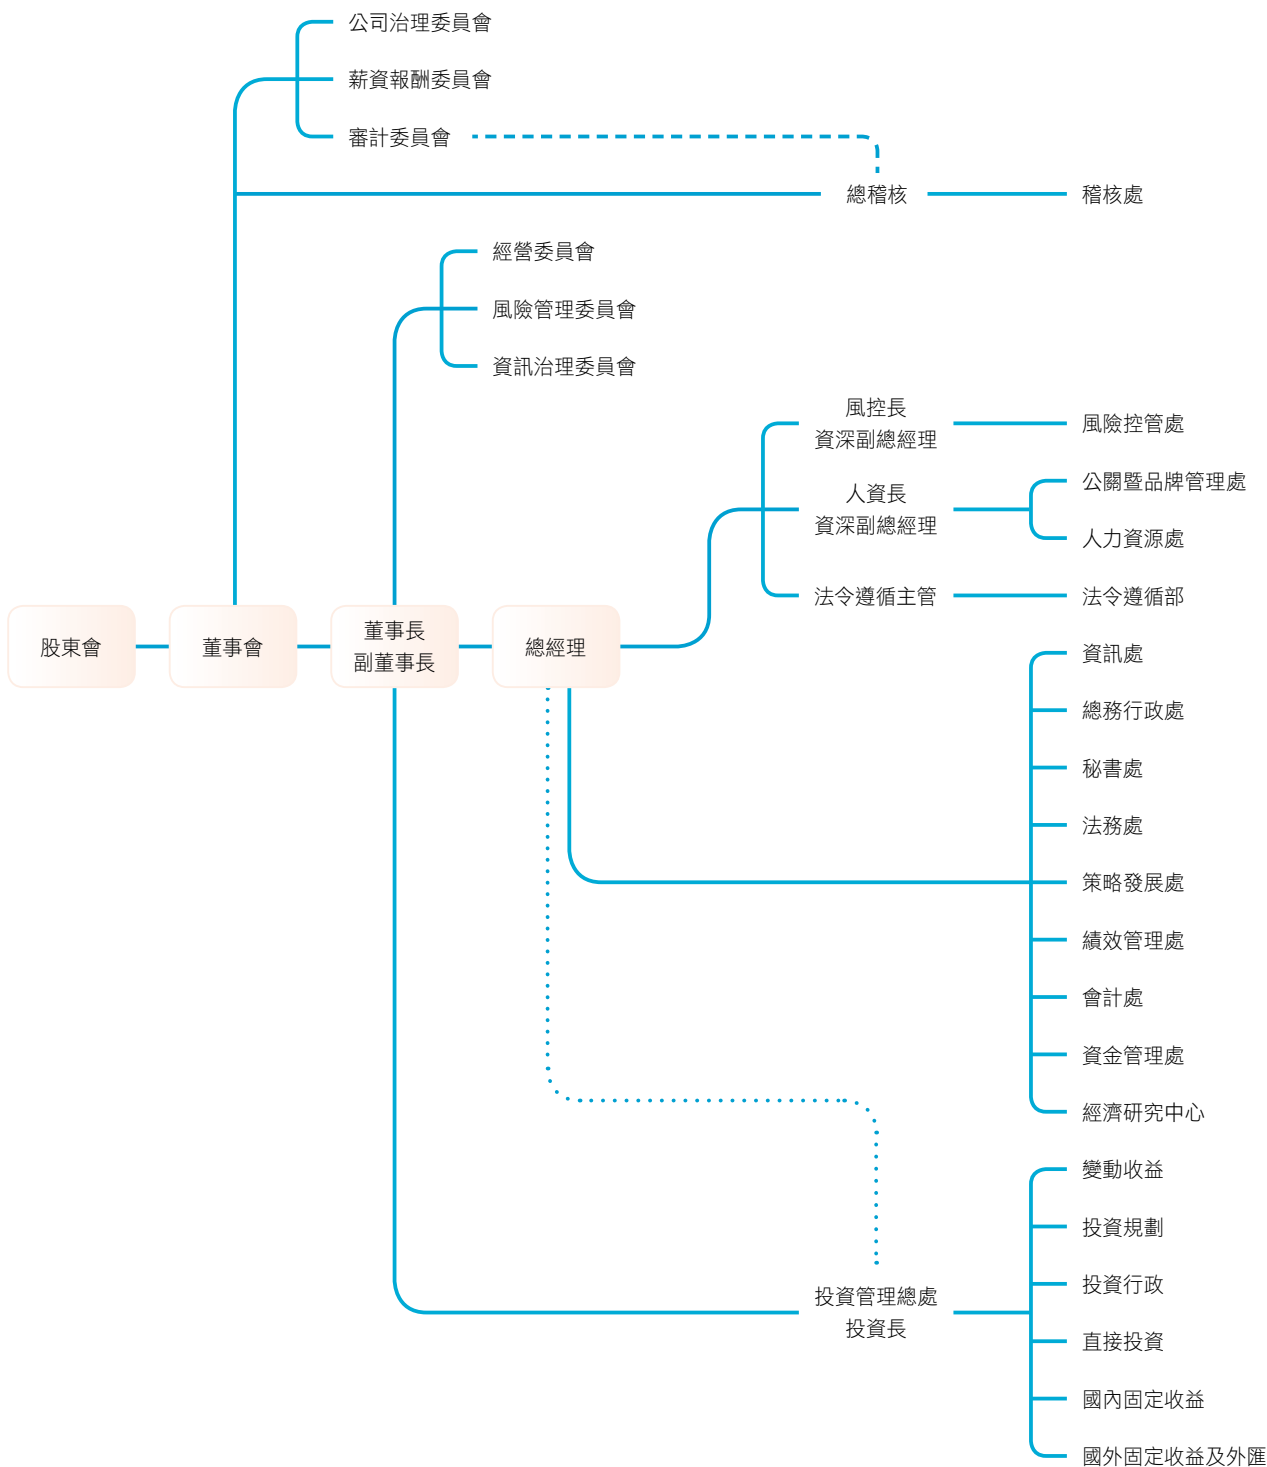 公司治理委員會
薪資報酬委員會
審計委員會
總稽核
稽核處
經營委員會
風險管理委員會
資訊治理委員會
風控長
資深副總經理
風險控管處
人資長
資深副總經理
公關暨品牌管理處
人力資源處
法令遵循主管
法令遵循部
股東會
董事會
董事長
副董事長
總經理
資訊處
總務行政處
秘書處
法務處
策略發展處
績效管理處
會計處
資金管理處
經濟研究中心
投資管理總處
投資長
變動收益
投資規劃
投資行政
直接投資
國內固定收益
國外固定收益及外匯